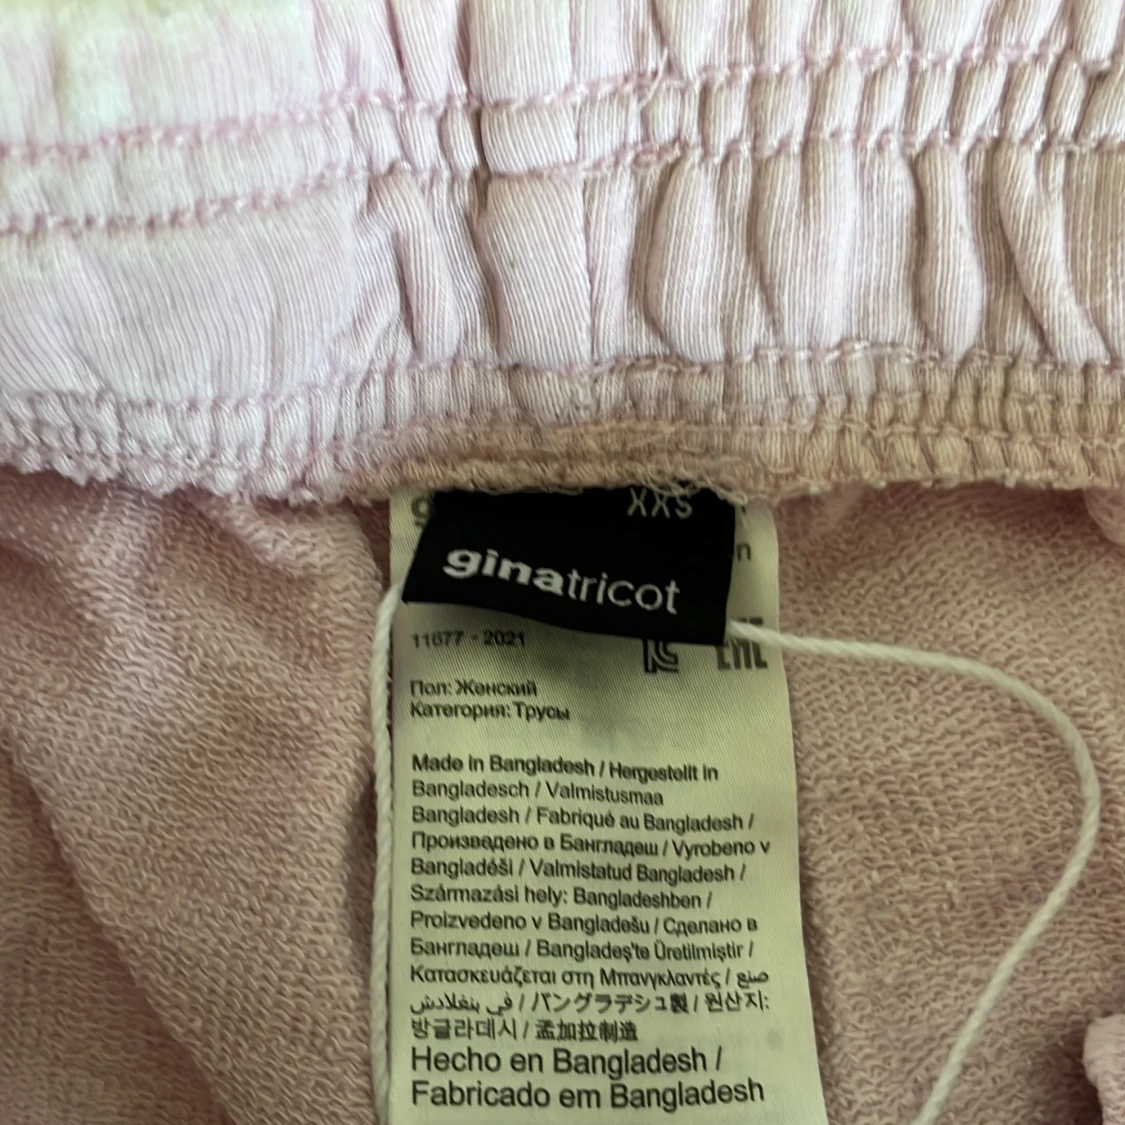 XXS
ginatricot
11677 - 2021
EAC
Пол: Женский
Категория: Трусы
Made in Bangladesh / Hergestellt in
Bangladesch / Valmistusmaa
Bangladesh / Fabriqué au Bangladesh /
Произведено в Бангладеш / Vyrobeno v
Bangladéši / Valmistatud Bangladesh /
Származási hely: Bangladeshben /
Proizvedeno v Bangladešu / Сделано в
Бангладеш / Bangladeş'te Üretilmiştir /
Κατασκευάζεται στη Μπανγκλαντές / صنع
في بنغلادش / バングラデシュ製 / 원산지:
방글라데시 / 孟加拉制造
Hecho en Bangladesh /
Fabricado em Bangladesh